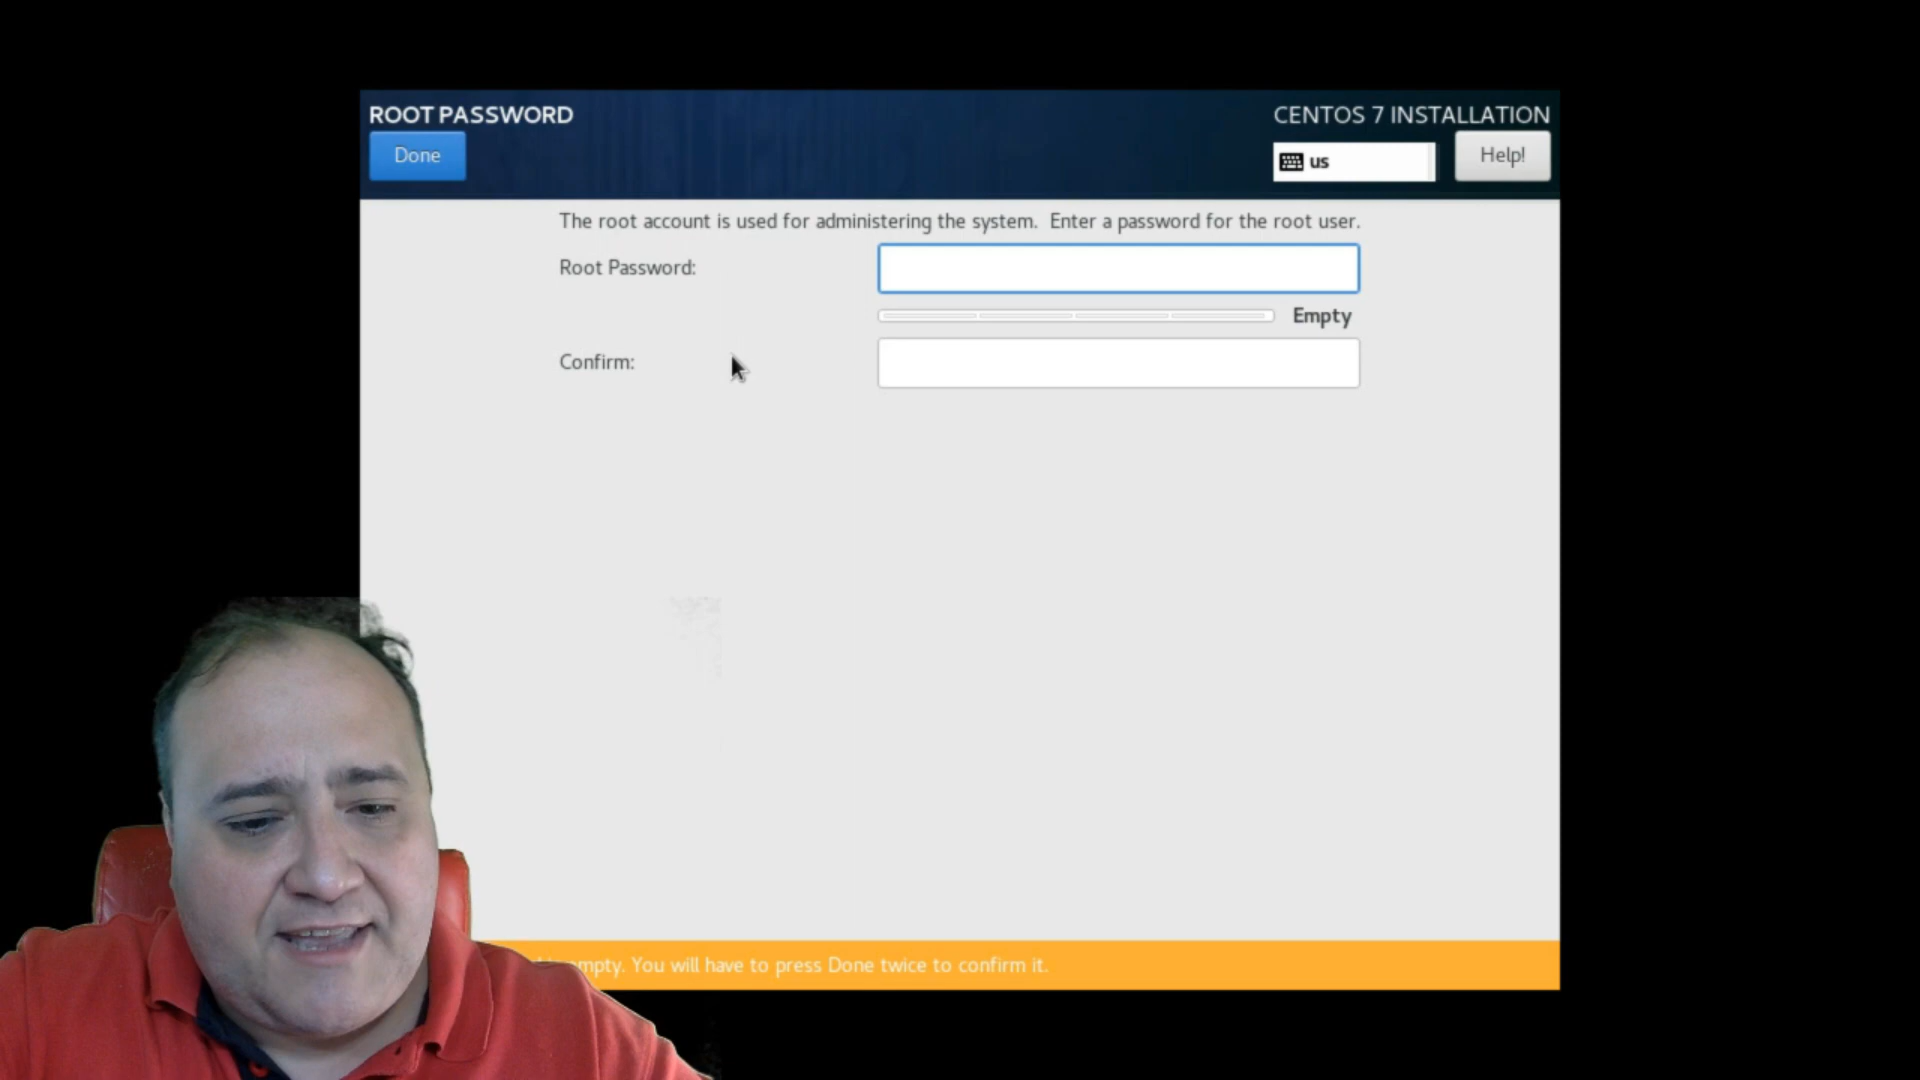 ROOT PASSWORD
CENTOS 7 INSTALLATION
Done
us
Help!
The root account is used for administering the system. Enter a password for the root user.
Root Password:
Empty
Confirm:
empty. You will have to press Done twice to confirm it.